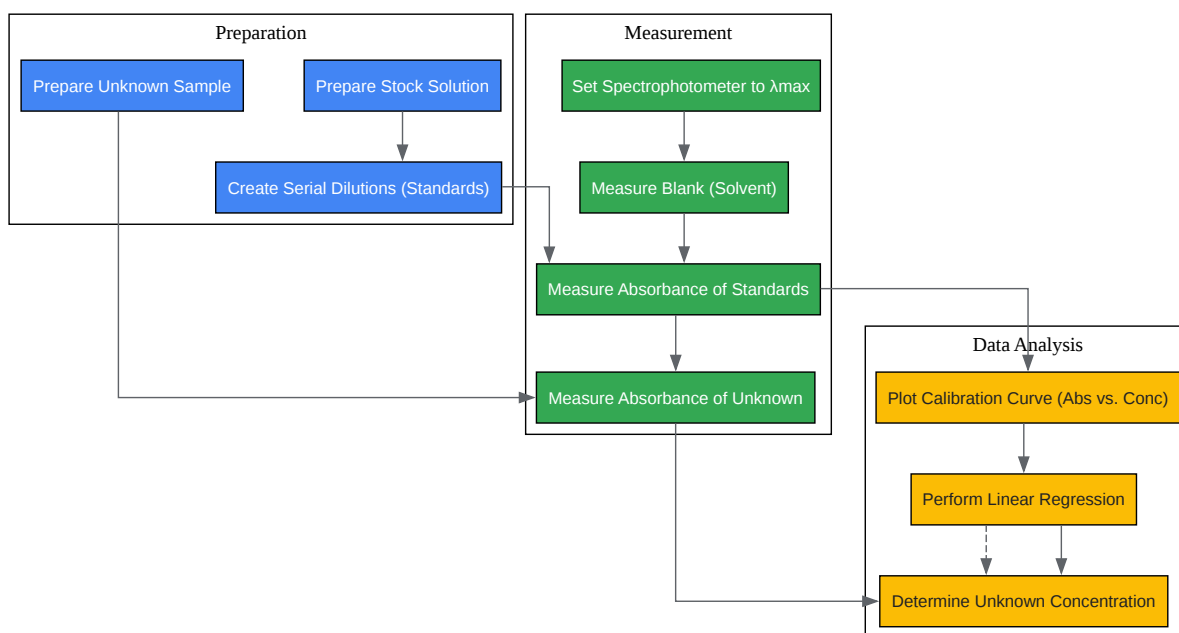 Preparation
Prepare Unknown Sample
Prepare Stock Solution
Create Serial Dilutions (Standards)
Measurement
Set Spectrophotometer to λmax
Measure Blank (Solvent)
Measure Absorbance of Standards
Measure Absorbance of Unknown
Data Analysis
Plot Calibration Curve (Abs vs. Conc)
Perform Linear Regression
Determine Unknown Concentration